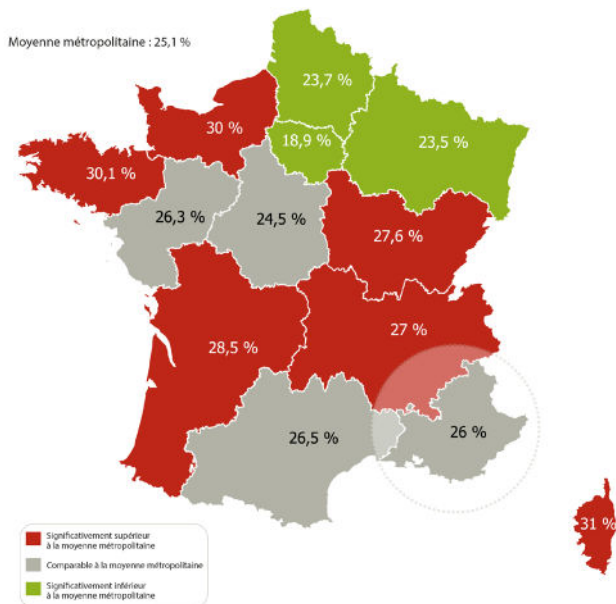 Moyenne métropolitaine : 25,1 %
23,7 %
30 %
18,9 %
23,5 %
30,1 %
26,3 %
24,5 %
27,6 %
27 %
28,5 %
26,5 %
26 %
31 %
Significativement supérieur
à la moyenne métropolitaine
Comparable à la moyenne métropolitaine
Significativement inférieur
à la moyenne métropolitaine